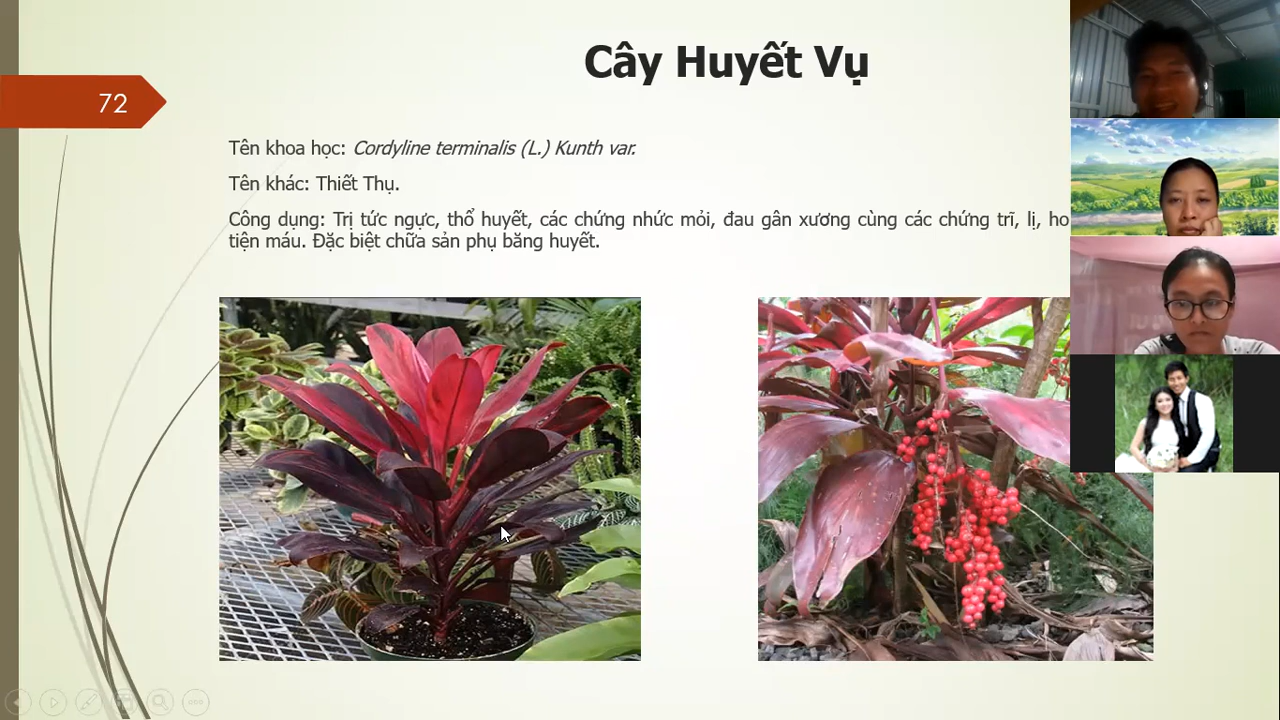 Cây Huyết Vụ
72
Tên khoa học: Cordyline terminalis (L.) Kunth var.
Tên khác: Thiết Thụ.
Công dụng: Trị tức ngực, thổ huyết, các chứng nhức mỏi, đau gân xương cùng các chứng trĩ, lị, ho
tiện máu. Đặc biệt chữa sản phụ băng huyết.